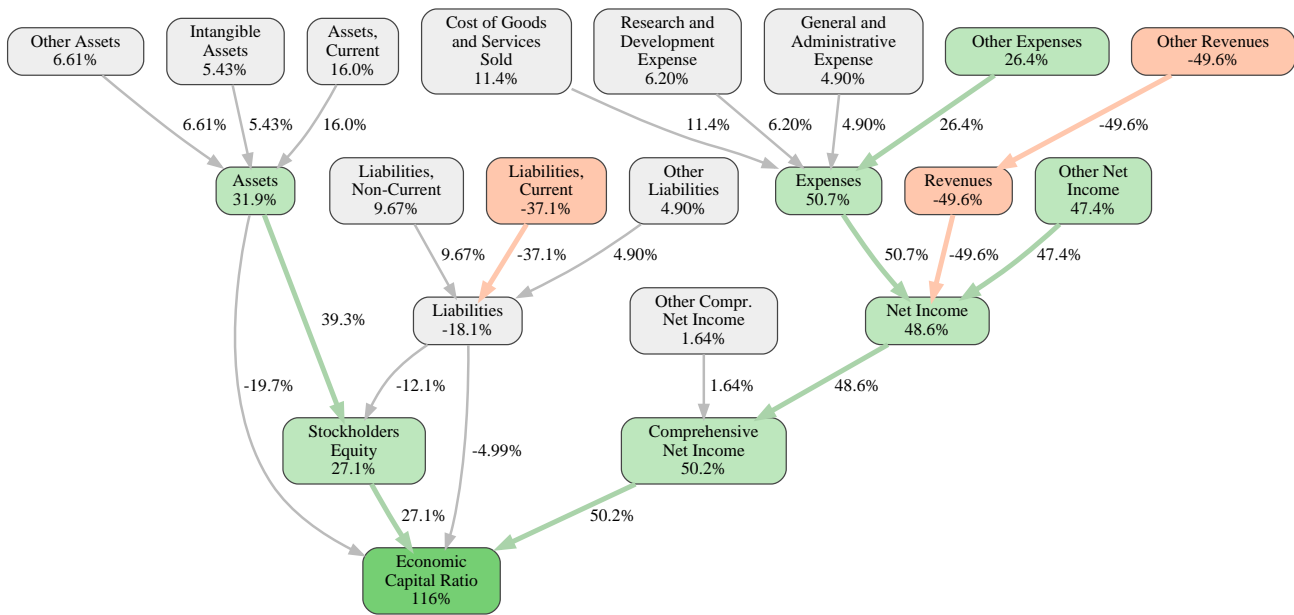 Other Assets
6.61%
Intangible
Assets
5.43%
Assets,
Current
16.0%
Cost of Goods
and Services
Sold
11.4%
Research and
Development
Expense
6.20%
General and
Administrative
Expense
4.90%
Other Expenses
26.4%
Other Revenues
-49.6%
6.61%
5.43%
16.0%
11.4%
6.20%
4.90%
26.4%
-49.6%
Assets
31.9%
Liabilities,
Non-Current
9.67%
Liabilities,
Current
-37.1%
Other
Liabilities
4.90%
Expenses
50.7%
Revenues
-49.6%
Other Net
Income
47.4%
9.67%
-37.1%
4.90%
50.7%
-49.6%
47.4%
39.3%
Liabilities
-18.1%
Other Compr.
Net Income
1.64%
Net Income
48.6%
-19.7%
-12.1%
1.64%
48.6%
Stockholders
Equity
27.1%
-4.99%
Comprehensive
Net Income
50.2%
27.1%
50.2%
Economic
Capital Ratio
116%